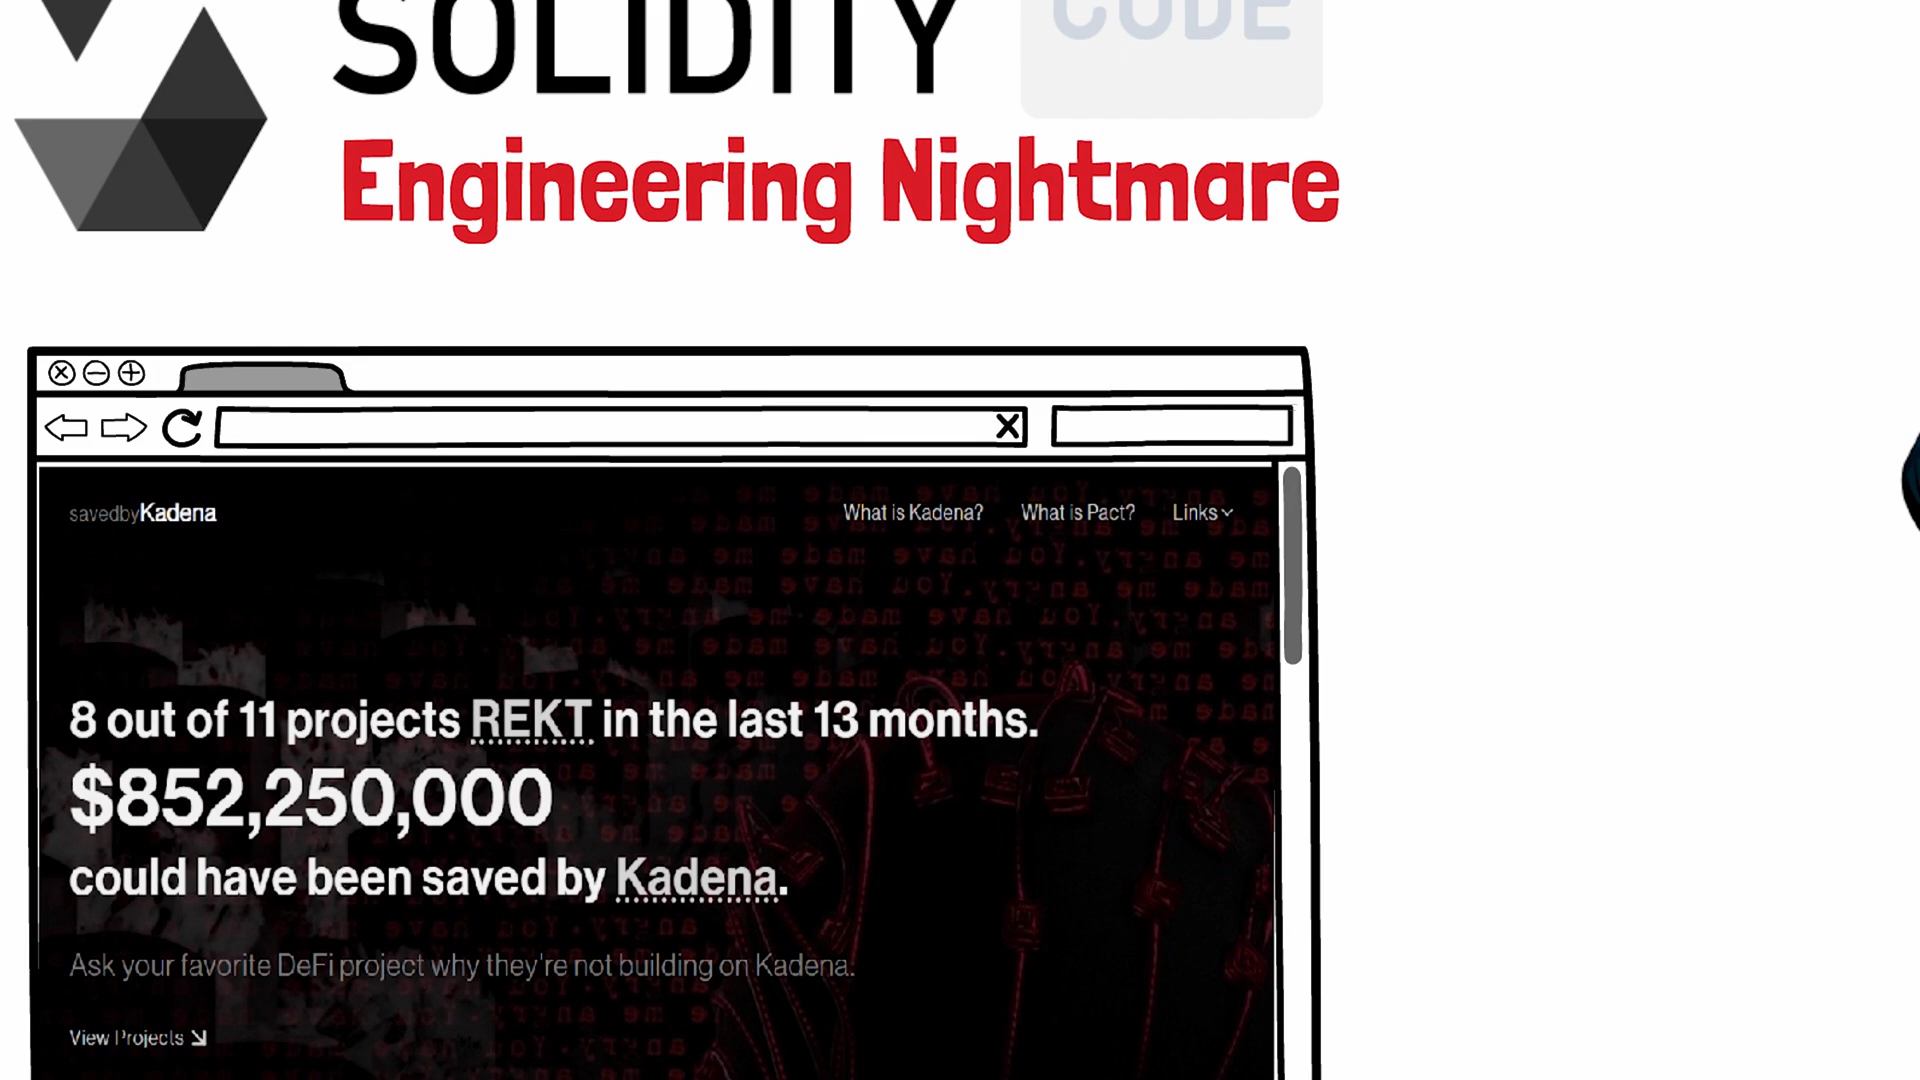 SOLIDITY CODE
Engineering Nightmare
savedbyKadena What is Kadena? What is Pact? Links
8 out of 11 projects REKT in the last 13 months.
$852,250,000
could have been saved by Kadena.
Ask your favorite DeFi project why they're not building on Kadena.
View Projects